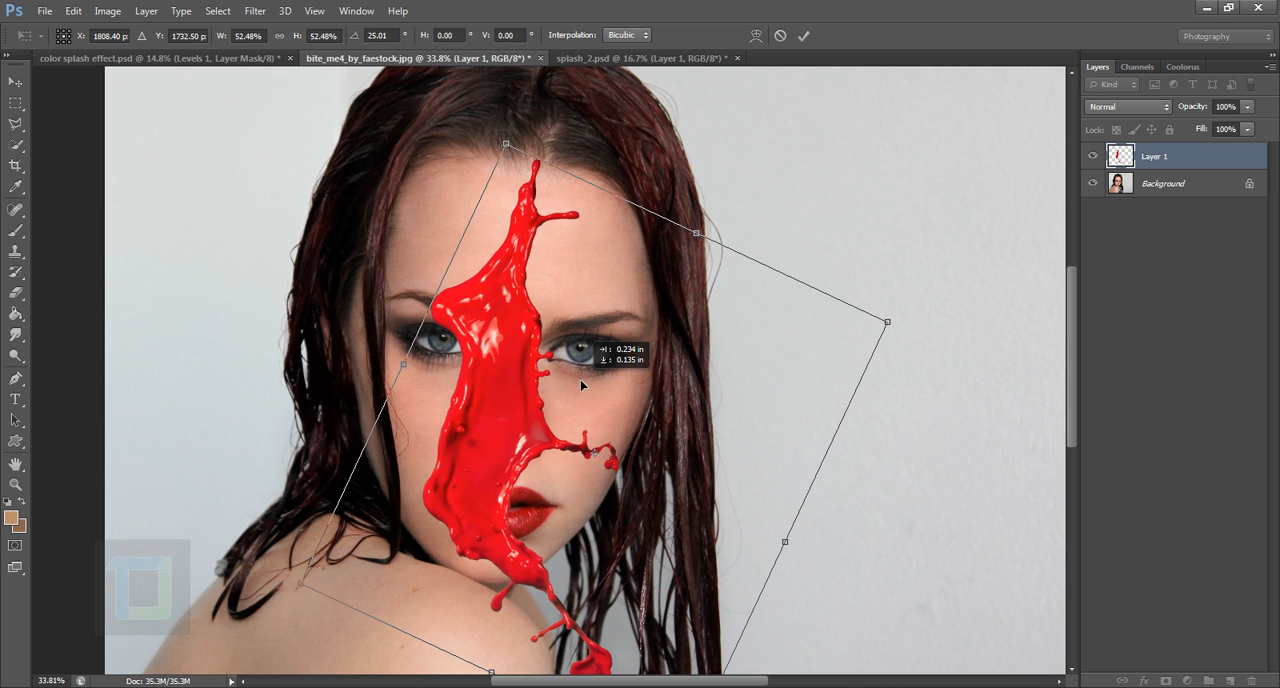 Ps File Edit Image Layer Type Select Filter 3D View Window Help
X: 1808.40 p Y: 1732.50 p W: 52.48% H: 52.48% 25.01 ° H: 0.00 ° V: 0.00 ° Interpolation: Bicubic Photography
color splash effect.psd @ 14.8% (Levels 1, Layer Mask/8) * × bite_me4_by_faestock.jpg @ 33.8% (Layer 1, RGB/8*) * × splash_2.psd @ 16.7% (Layer 1, RGB/8*) * ×
Layers Channels Coolorus
Kind
Normal Opacity: 100%
Lock: Fill: 100%
Layer 1
Background
: 0.234 in
: 0.135 in
TJ
33.81% Doc: 35.3M/35.3M